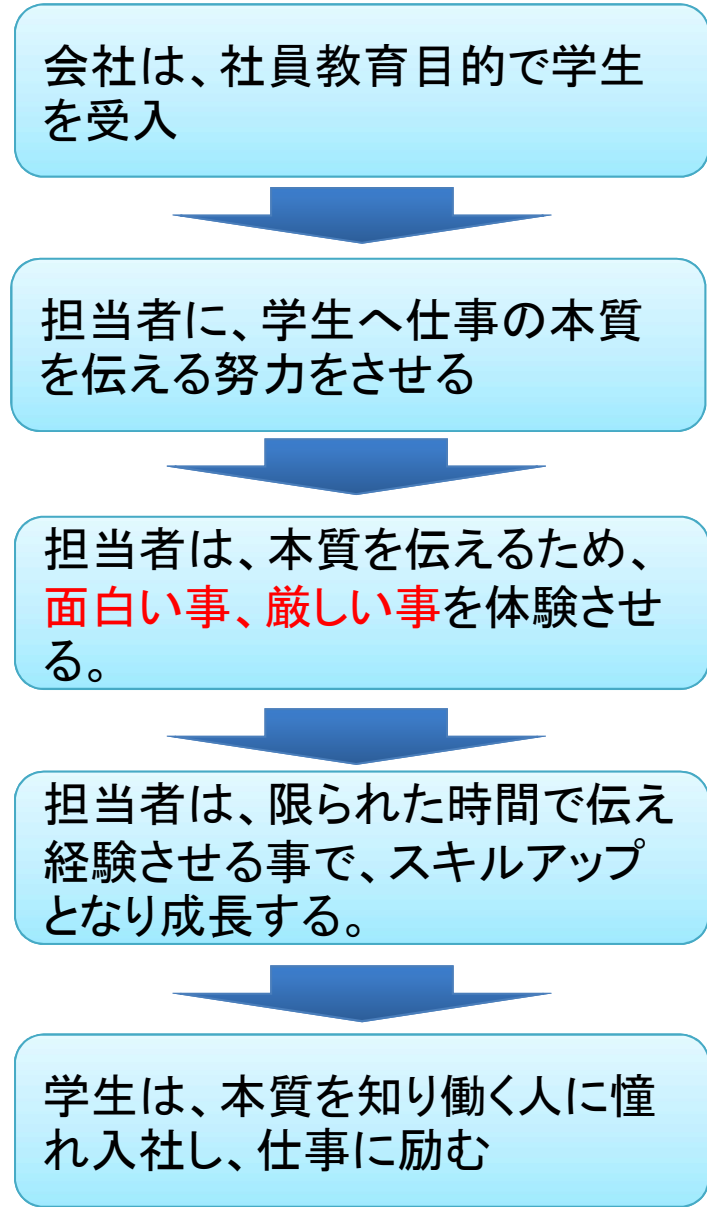 会社は、社員教育目的で学生
を受入
担当者に、学生へ仕事の本質
を伝える努力をさせる
担当者は、本質を伝えるため、
面白い事、厳しい事を体験させ
る。
担当者は、限られた時間で伝え
経験させる事で、スキルアップ
となり成長する。
学生は、本質を知り働く人に憧
れ入社し、仕事に励む